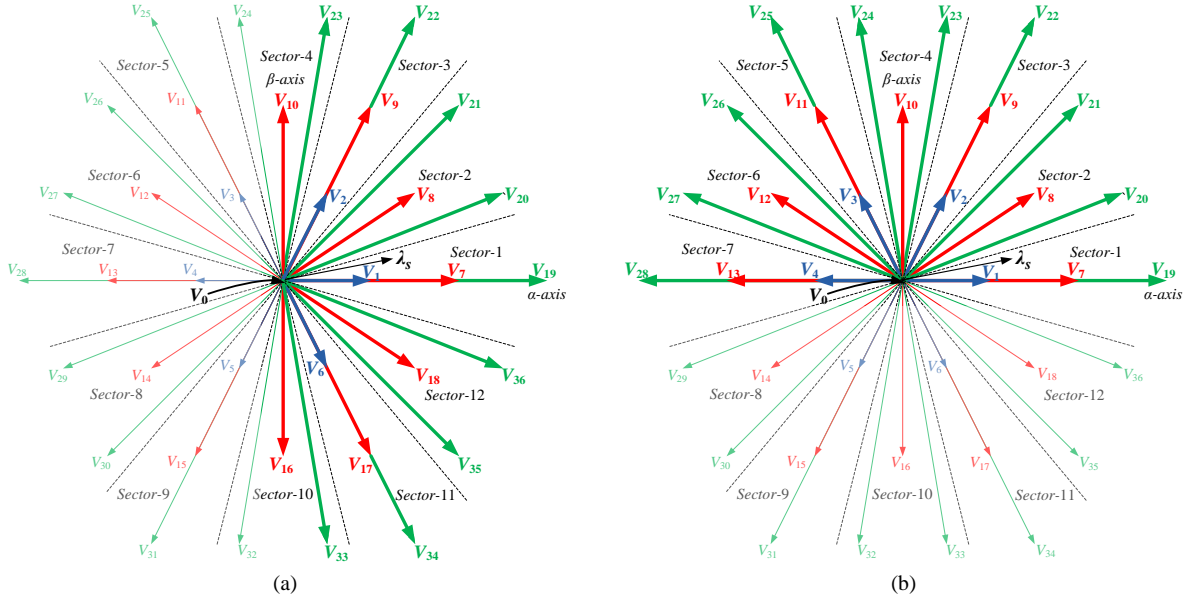 V25
V24
V23
V22
Sector-4
β-axis
Sector-5
Sector-3
V26
V11
V10
V9
V21
Sector-6
Sector-2
V27
V12
V3
V2
V8
V20
Sector-7
λs
Sector-1
V28
V13
V4
V1
V7
V19
V0
α-axis
V29
V14
V5
V6
V18
V36
Sector-8
Sector-12
V30
V15
V16
V17
V35
Sector-9
Sector-10
Sector-11
V31
V32
V33
V34
(a)
V25
V24
V23
V22
Sector-4
β-axis
Sector-5
Sector-3
V26
V11
V10
V9
V21
Sector-6
Sector-2
V27
V12
V3
V2
V8
V20
Sector-7
λs
Sector-1
V28
V13
V4
V1
V7
V19
V0
α-axis
V29
V14
V5
V6
V18
V36
Sector-8
Sector-12
V30
V15
V16
V17
V35
Sector-9
Sector-10
Sector-11
V31
V32
V33
V34
(b)